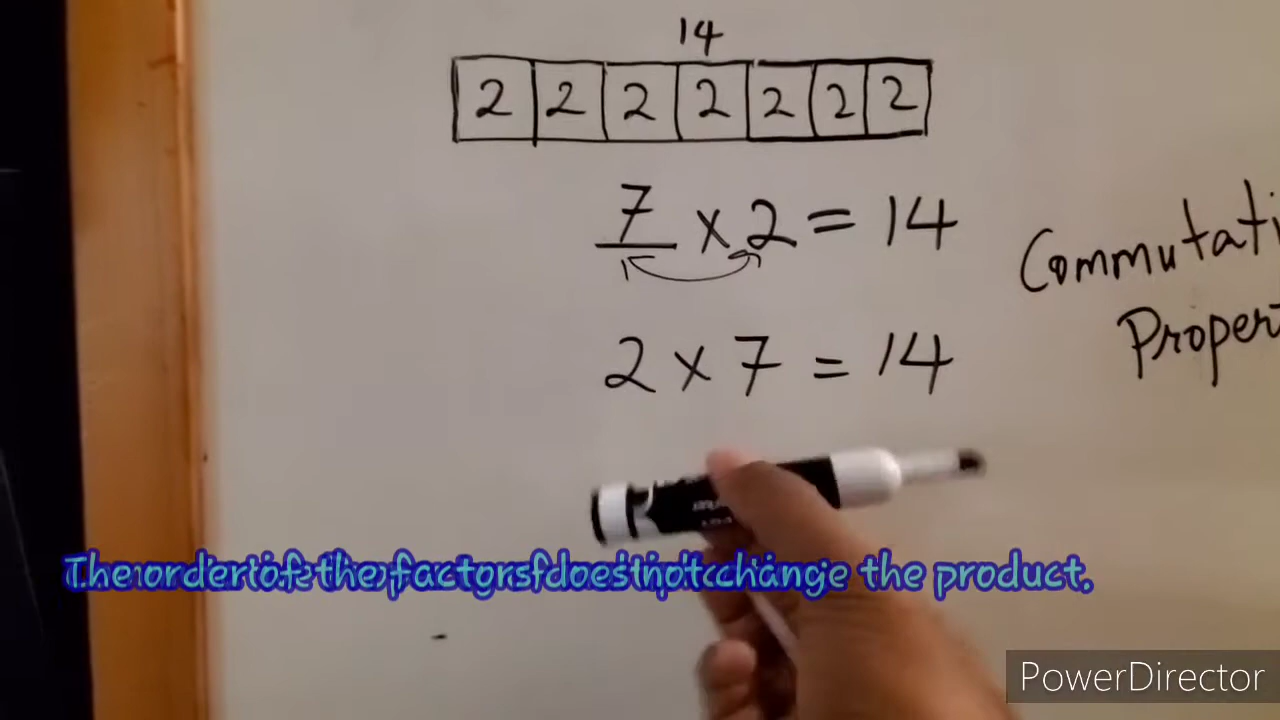 14
2 2 2 2 2 2 2
7 x 2 = 14
Commutati
Propert
2 x 7 = 14
The order of the factors does not change the product.
PowerDirector